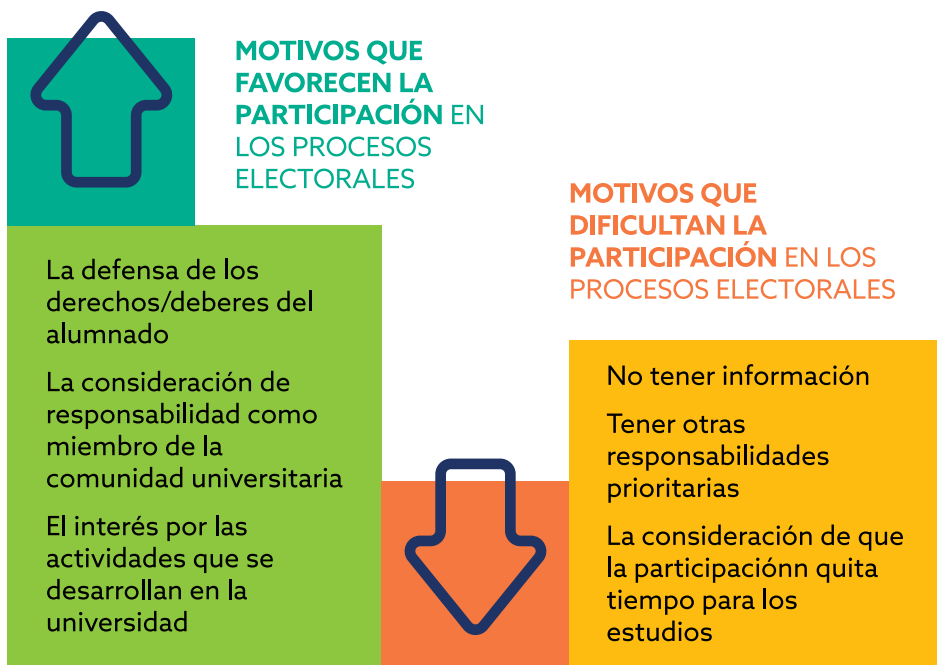 MOTIVOS QUE
FAVORECEN LA
PARTICIPACIÓN EN
LOS PROCESOS
ELECTORALES
La defensa de los
derechos/deberes del
alumnado
La consideración de
responsabilidad como
miembro de la
comunidad universitaria
El interés por las
actividades que se
desarrollan en la
universidad
MOTIVOS QUE
DIFICULTAN LA
PARTICIPACIÓN EN LOS
PROCESOS ELECTORALES
No tener información
Tener otras
responsabilidades
prioritarias
La consideración de que
la participaciónn quita
tiempo para los
estudios